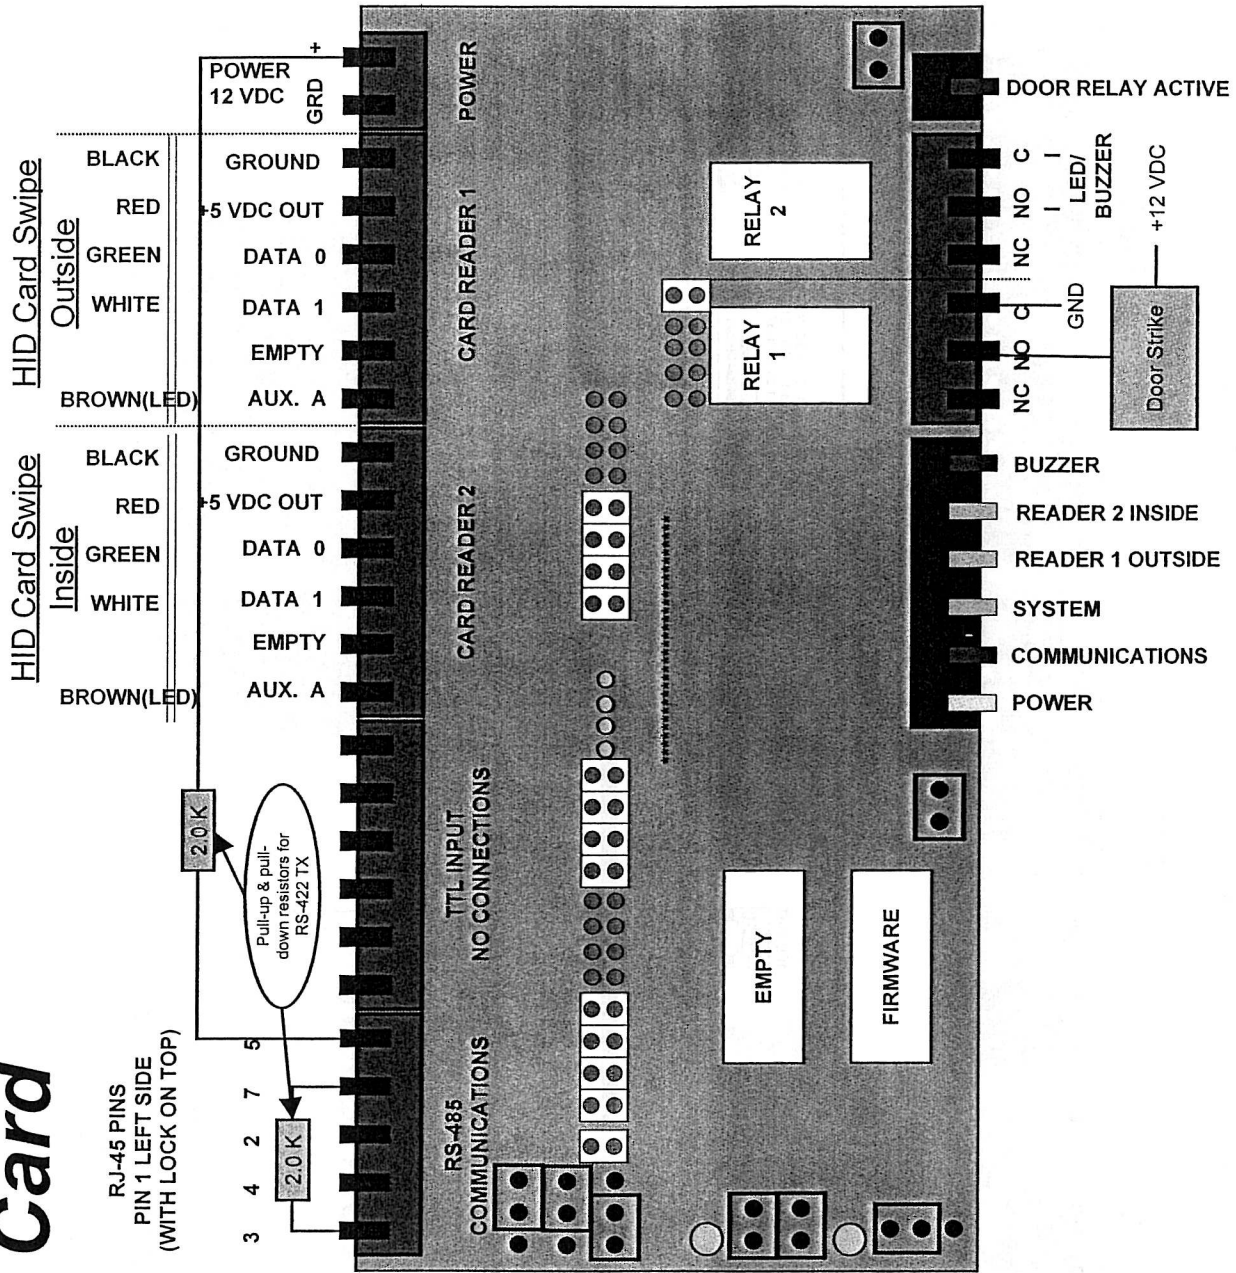 Card
RJ-45 PINS
PIN 1 LEFT SIDE
(WITH LOCK ON TOP)
3
4
2
7
5
2.0 K
2.0 K
Pull-up & pull-
down resistors for
RS-422 TX
HID Card Swipe
Inside
BLACK
RED
GREEN
WHITE
BROWN(LED)
GROUND
+5 VDC OUT
DATA 0
DATA 1
EMPTY
AUX. A
HID Card Swipe
Outside
BLACK
RED
GREEN
WHITE
BROWN(LED)
GROUND
+5 VDC OUT
DATA 0
DATA 1
EMPTY
AUX. A
+
POWER
12 VDC
GRD
POWER
CARD READER 1
CARD READER 2
TTL INPUT
NO CONNECTIONS
RS-485
COMMUNICATIONS
RELAY
2
RELAY
1
EMPTY
FIRMWARE
DOOR RELAY ACTIVE
C
NO
NC
C
NO
NC
LED/
BUZZER
+12 VDC
GND
Door Strike
BUZZER
READER 2 INSIDE
READER 1 OUTSIDE
SYSTEM
COMMUNICATIONS
POWER